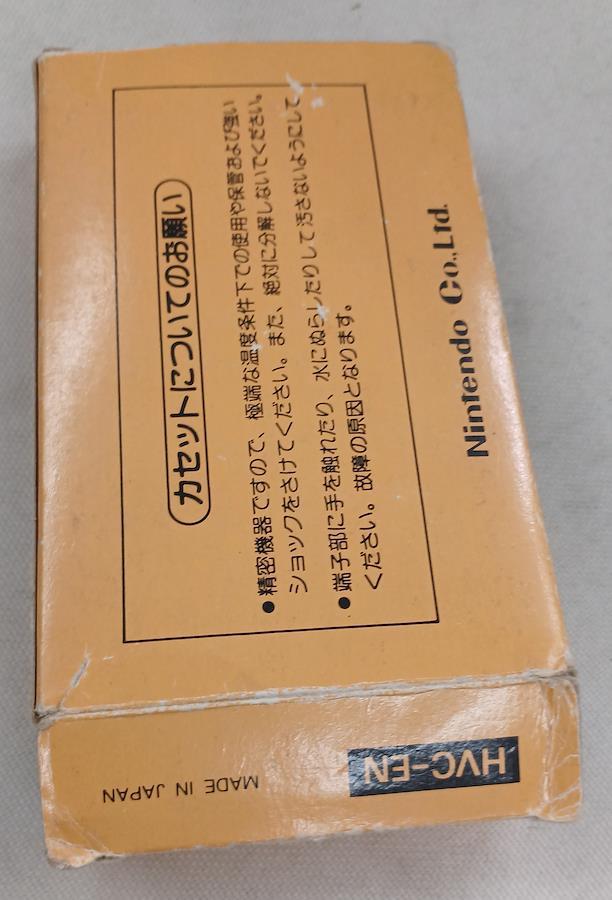 カセットについてのお願い
●精密機器ですので、極端な温度条件下での使用や保管および強い
ショックをさけてください。また、絶対に分解しないでください。
●端子部に手を触れたり、水にぬらしたりして汚さないようにして
ください。故障の原因となります。
Nintendo Co.,Ltd.
HVC-EN
MADE IN JAPAN